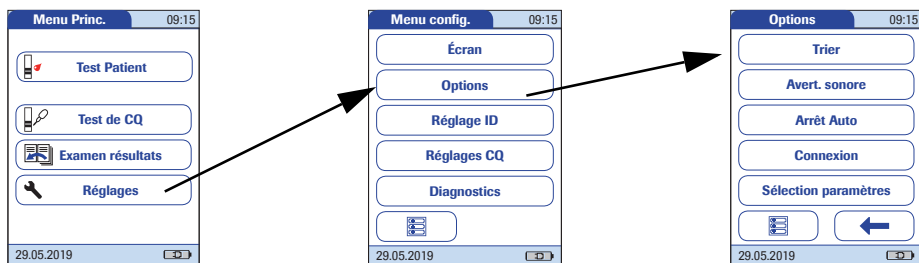 Menu Princ. 09:15
Test Patient
Test de CQ
Examen résultats
Réglages
29.05.2019
Menu config. 09:15
Écran
Options
Réglage ID
Réglages CQ
Diagnostics
29.05.2019
Options 09:15
Trier
Avert. sonore
Arrêt Auto
Connexion
Sélection paramètres
29.05.2019